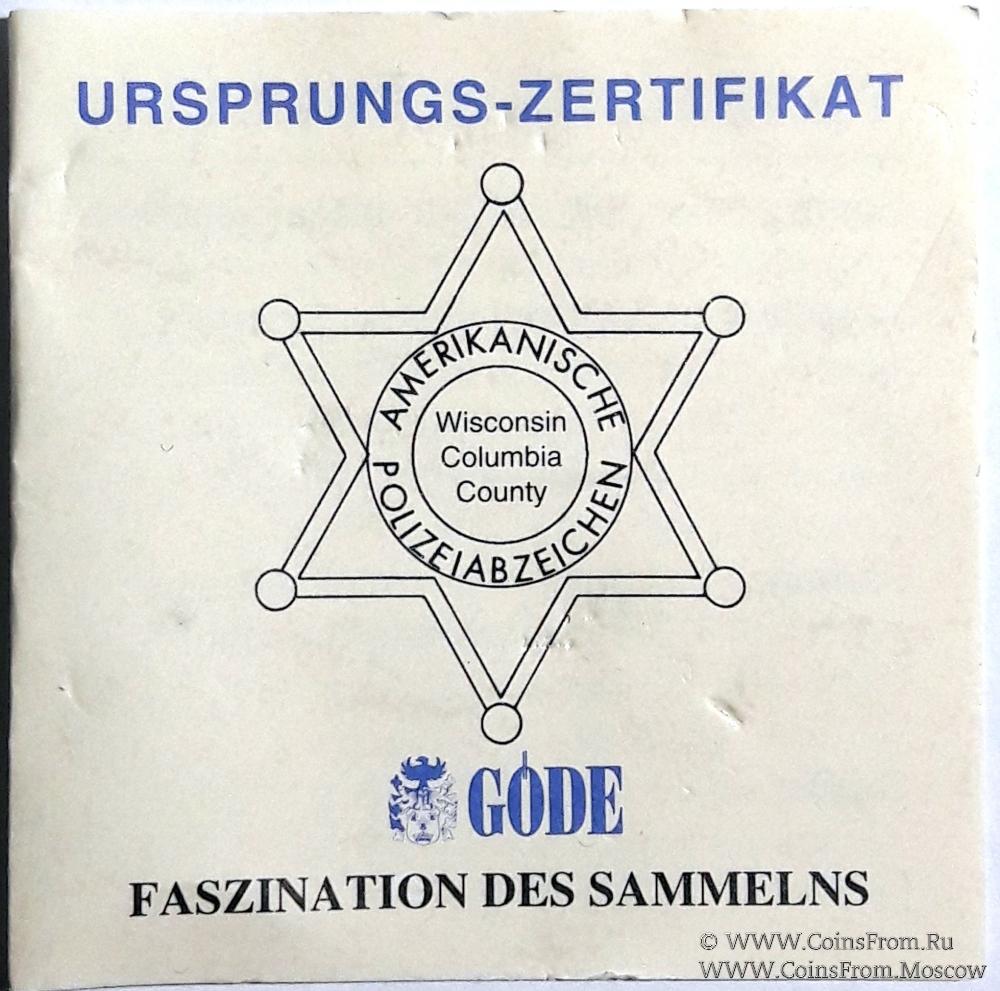 URSPRUNGS-ZERTIFIKAT
AMERIKANISCHE
Wisconsin
Columbia
County
POLIZEIABZEICHEN
GÖDE
FASZINATION DES SAMMELNS
© WWW.CoinsFrom.Ru
WWW.CoinsFrom.Moscow